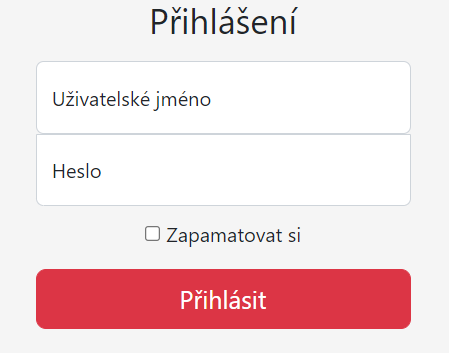 Přihlášení
Uživatelské jméno
Heslo
Zapamatovat si
Přihlásit